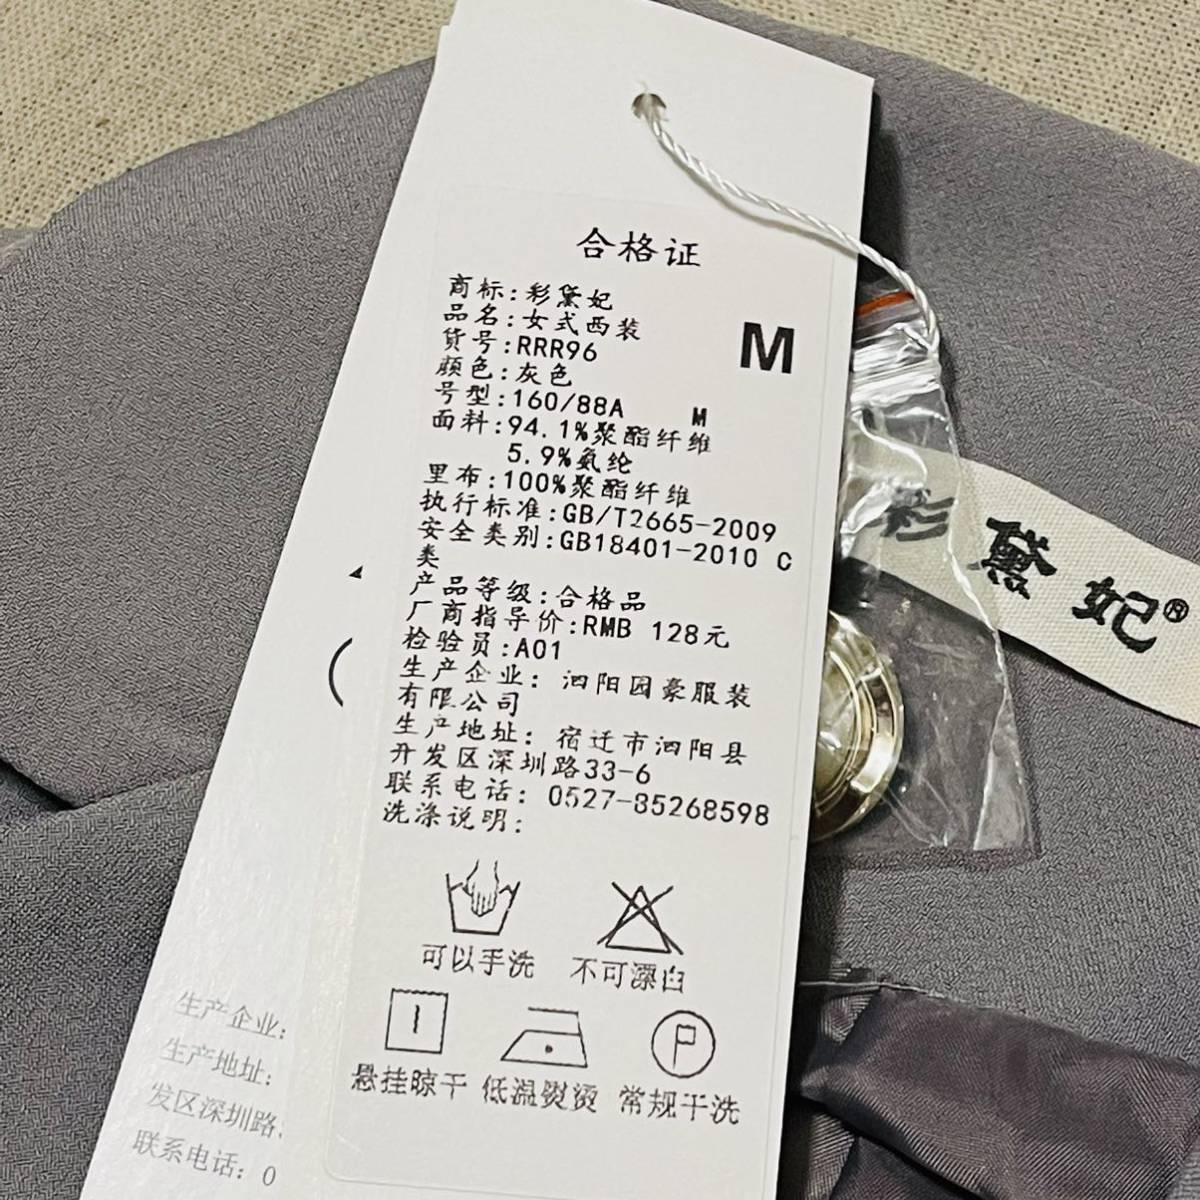 合格证
商标:彩黛妃
品名:女式西装
M
货号:RRR96
颜色:灰色
号型:160/88A M
面料:94.1%聚酯纤维
5.9%氨纶
里布:100%聚酯纤维
执行标准:GB/T2665-2009
安全类别:GB18401-2010 C
类
产品等级:合格品
厂商指导价:RMB 128元
检验员:A01
生产企业: 泗阳园豪服装
有限公司
生产地址: 宿迁市泗阳县
开发区深圳路33-6
联系电话: 0527-85268598
洗涤说明:
可以手洗 不可漂白
悬挂晾干 低温熨烫 常规干洗
P
生产企业:
生产地址:
发区深圳路
联系电话: 0
彩黛妃®